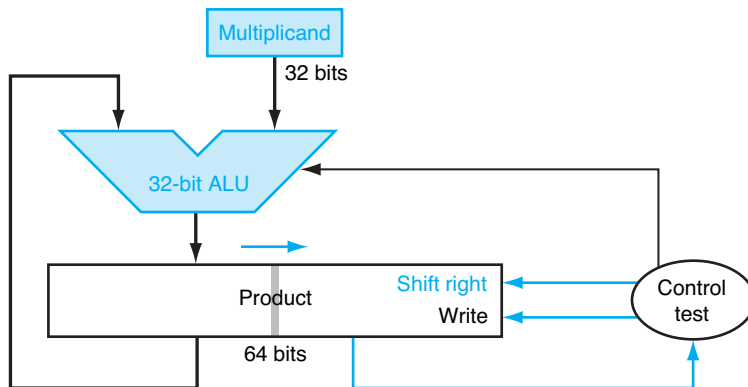 Multiplicand
32 bits
32-bit ALU
Product
Shift right
Write
64 bits
Control
test